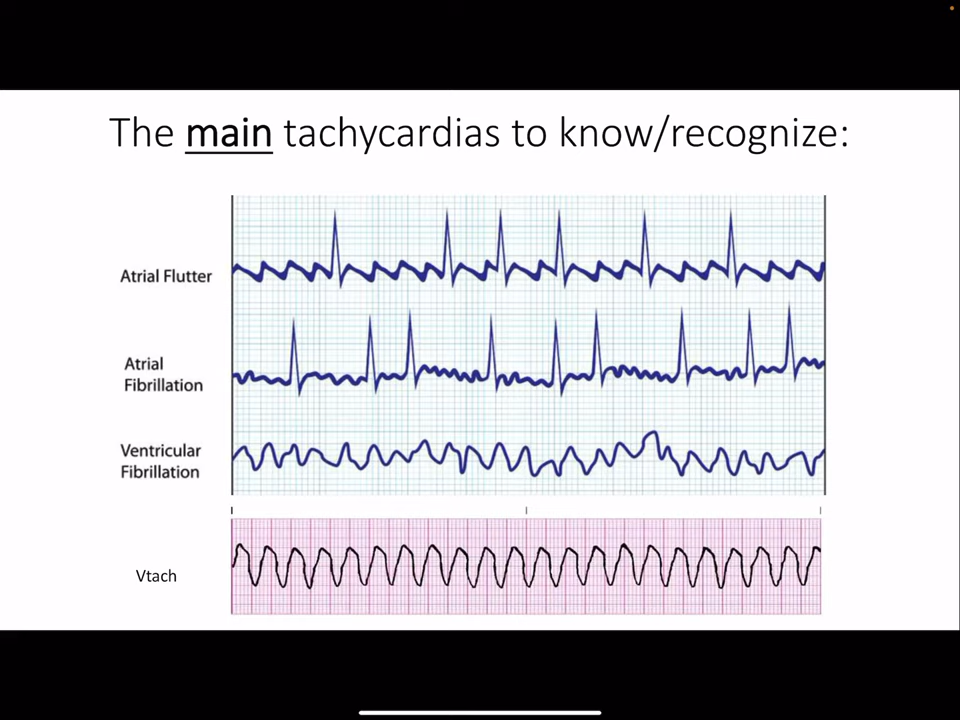 The main tachycardias to know/recognize:
Atrial Flutter
Atrial
Fibrillation
Ventricular
Fibrillation
Vtach